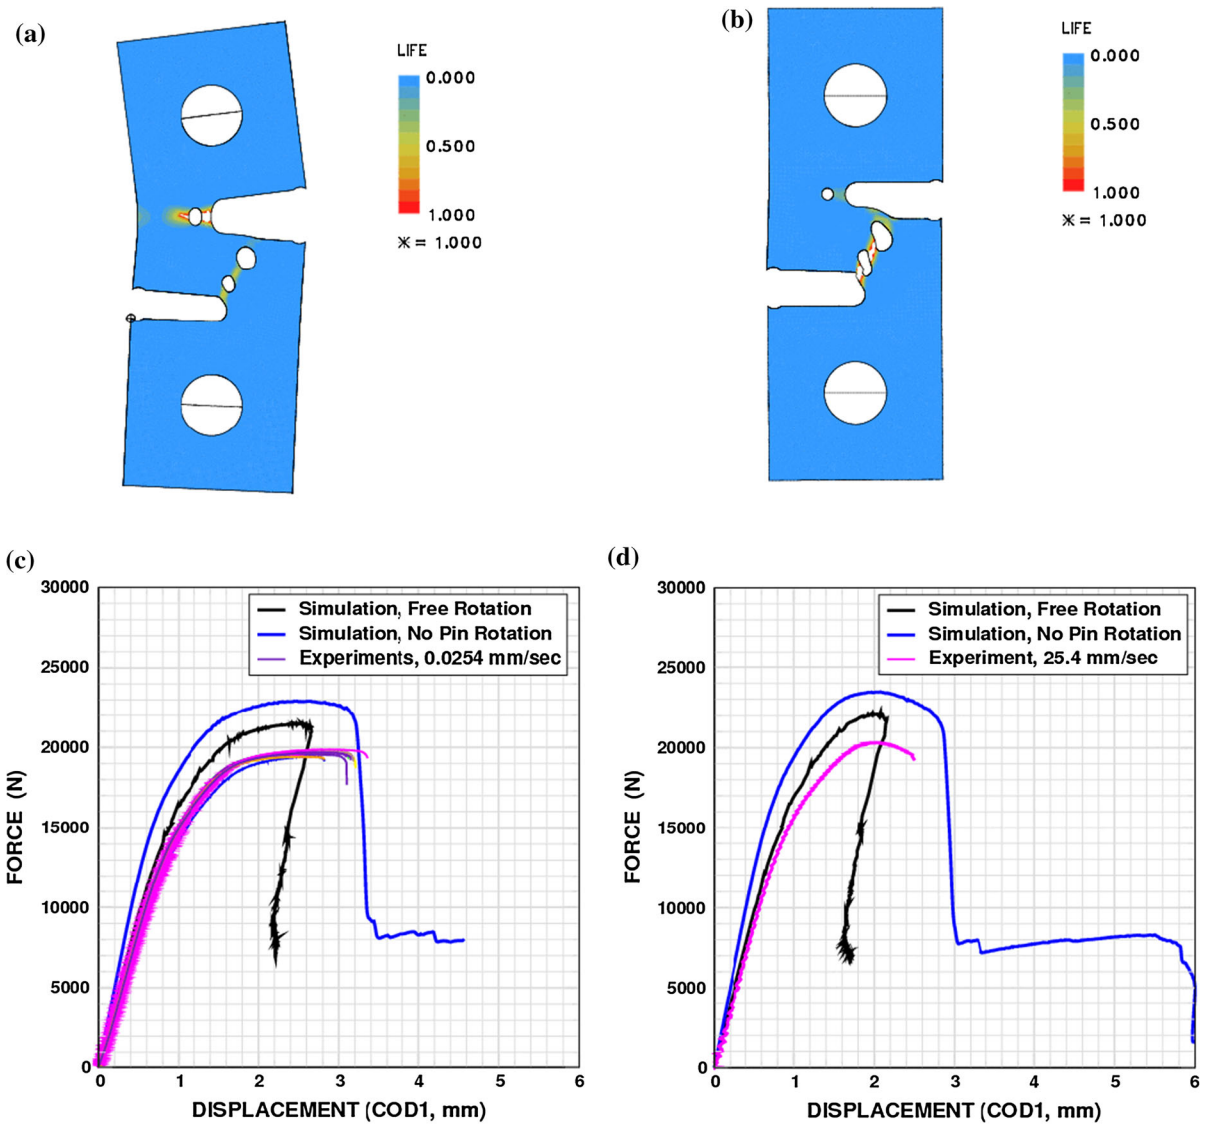 (a)
LIFE
0.000
0.500
1.000
* = 1.000
(b)
LIFE
0.000
0.500
1.000
* = 1.000
(c)
30000
25000
20000
15000
10000
5000
0
FORCE (N)
Simulation, Free Rotation
Simulation, No Pin Rotation
Experiments, 0.0254 mm/sec
0 1 2 3 4 5 6
DISPLACEMENT (COD1, mm)
(d)
30000
25000
20000
15000
10000
5000
0
FORCE (N)
Simulation, Free Rotation
Simulation, No Pin Rotation
Experiment, 25.4 mm/sec
0 1 2 3 4 5 6
DISPLACEMENT (COD1, mm)